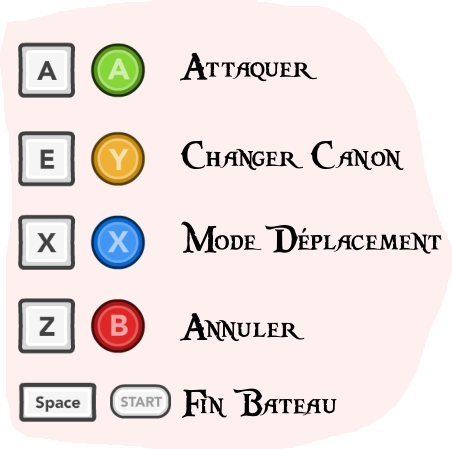 A A Attaquer
E Y Changer Canon
X X Mode Déplacement
Z B Annuler
Space START Fin Bateau